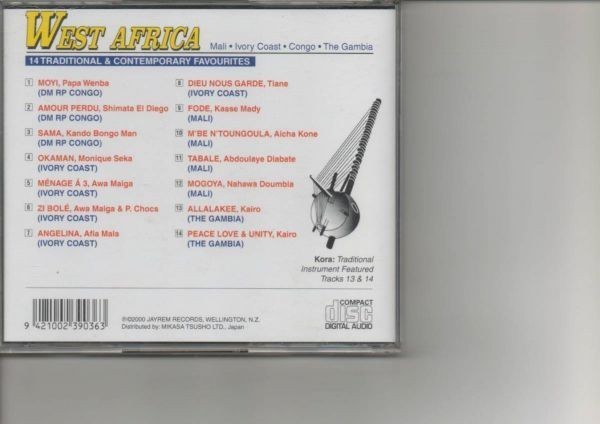 WEST AFRICA
Mali • Ivory Coast • Congo • The Gambia
14 TRADITIONAL & CONTEMPORARY FAVOURITES
1 MOYI, Papa Wenba
(DM RP CONGO)
2 AMOUR PERDU, Shimata El Diego
(DM RP CONGO)
3 SAMA, Kando Bongo Man
(DM RP CONGO)
4 OKAMAN, Monique Seka
(IVORY COAST)
5 MÉNAGE Á 3, Awa Maiga
(IVORY COAST)
6 ZI BOLÉ, Awa Maiga & P. Chocs
(IVORY COAST)
7 ANGELINA, Afia Mala
(IVORY COAST)
8 DIEU NOUS GARDE, Tiane
(IVORY COAST)
9 FODE, Kasse Mady
(MALI)
10 M'BE N'TOUNGOULA, Aicha Kone
(MALI)
11 TABALE, Abdoulaye Diabate
(MALI)
12 MOGOYA, Nahawa Doumbia
(MALI)
13 ALLALAKEE, Kairo
(THE GAMBIA)
14 PEACE LOVE & UNITY, Kairo
(THE GAMBIA)
Kora: Traditional
Instrument Featured
Tracks 13 & 14
9 421002 390363
℗©2000 JAYREM RECORDS, WELLINGTON, N.Z.
Distributed by: MIKASA TSUSHO LTD., Japan
COMPACT
disc
DIGITAL AUDIO